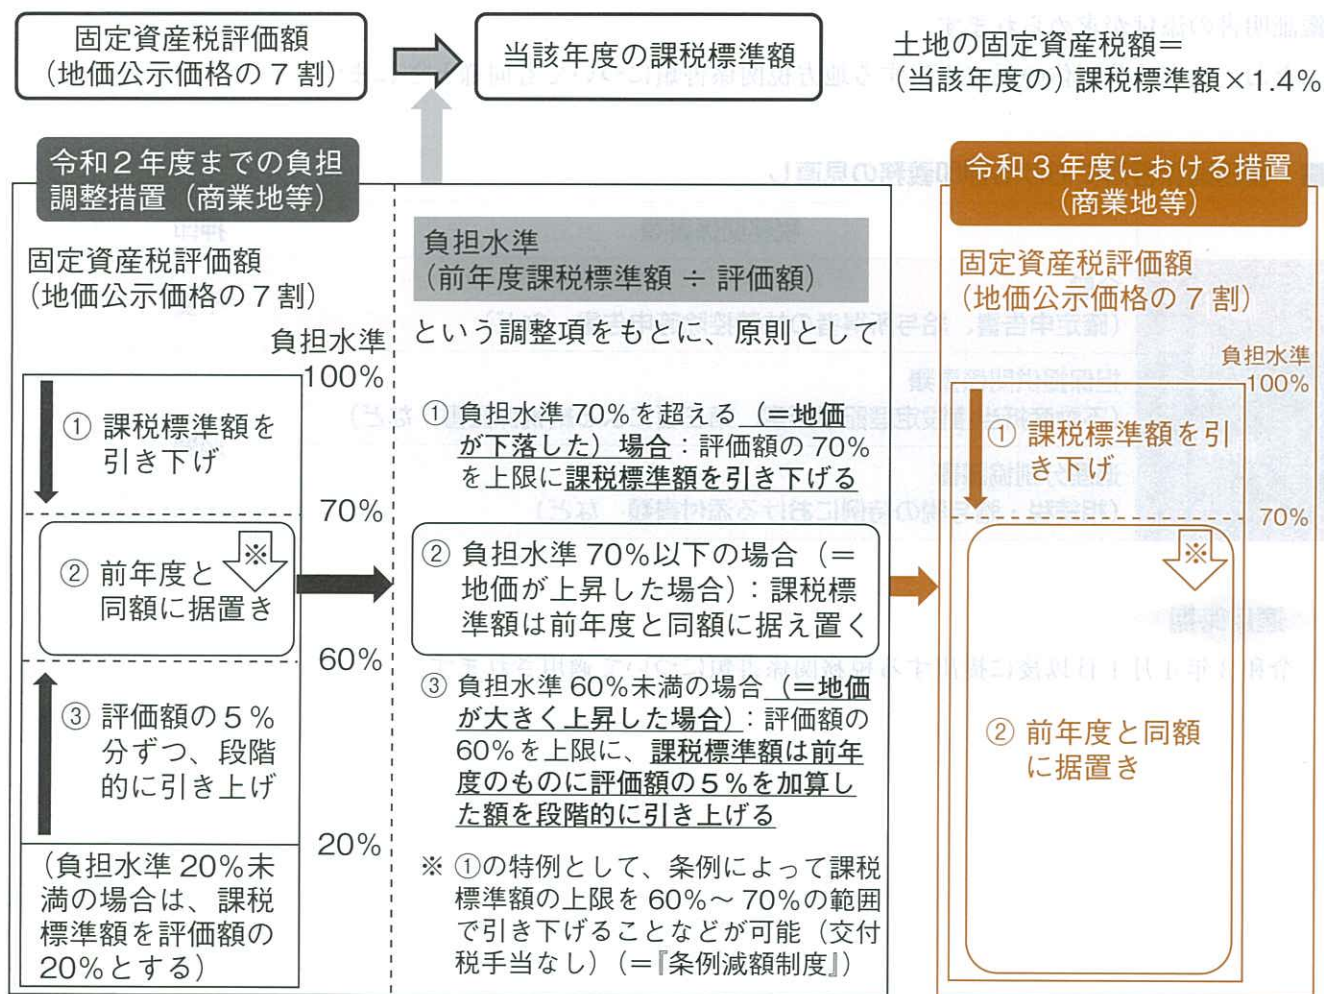 固定資産税評価額
(地価公示価格の7割)
当該年度の課税標準額
土地の固定資産税額＝
(当該年度の) 課税標準額×1.4%
令和2年度までの負担
調整措置（商業地等）
固定資産税評価額
(地価公示価格の7割)
負担水準
100%
① 課税標準額を
引き下げ
70%
※
② 前年度と
同額に据置き
60%
③ 評価額の5％
分ずつ、段階
的に引き上げ
20%
(負担水準 20%未
満の場合は、課税
標準額を評価額の
20%とする)
負担水準
(前年度課税標準額 ÷ 評価額)
という調整項をもとに、原則として
① 負担水準70%を超える（＝地価
が下落した）場合：評価額の 70%
を上限に課税標準額を引き下げる
② 負担水準 70%以下の場合（＝
地価が上昇した場合）：課税標
準額は前年度と同額に据え置く
③ 負担水準 60%未満の場合（＝地価
が大きく上昇した場合）：評価額の
60%を上限に、課税標準額は前年
度のものに評価額の5％を加算し
た額を段階的に引き上げる
※ ①の特例として、条例によって課税
標準額の上限を 60%～ 70%の範囲
で引き下げることなどが可能（交付
税手当なし）（＝『条例減額制度』）
令和3年度における措置
（商業地等）
固定資産税評価額
(地価公示価格の7割)
負担水準
100%
① 課税標準額を引
き下げ
70%
※
② 前年度と同額
に据置き